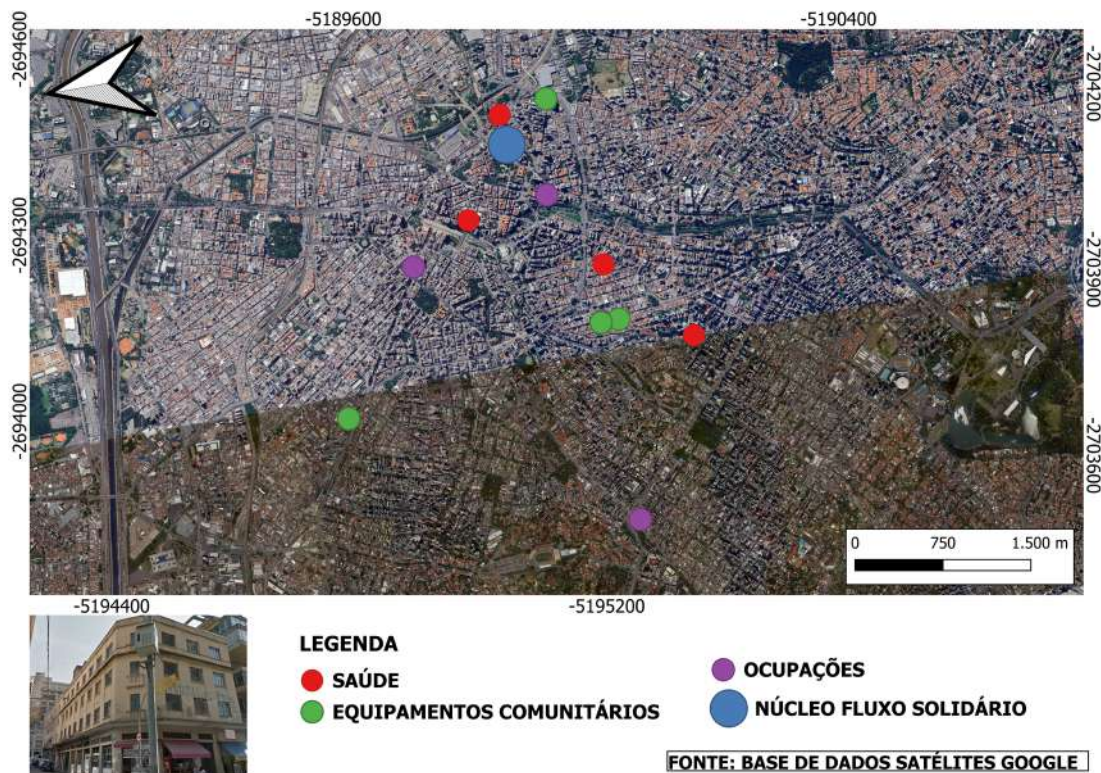 -5189600
-5190400
-2694600
-2704200
-2694300
-2703600
-2694000
-2703600
0 750 1.500 m
-5194400
-5195200
LEGENDA
SAÚDE
EQUIPAMENTOS COMUNITÁRIOS
OCUPAÇÕES
NÚCLEO FLUXO SOLIDÁRIO
FONTE: BASE DE DADOS SATÉLITES GOOGLE